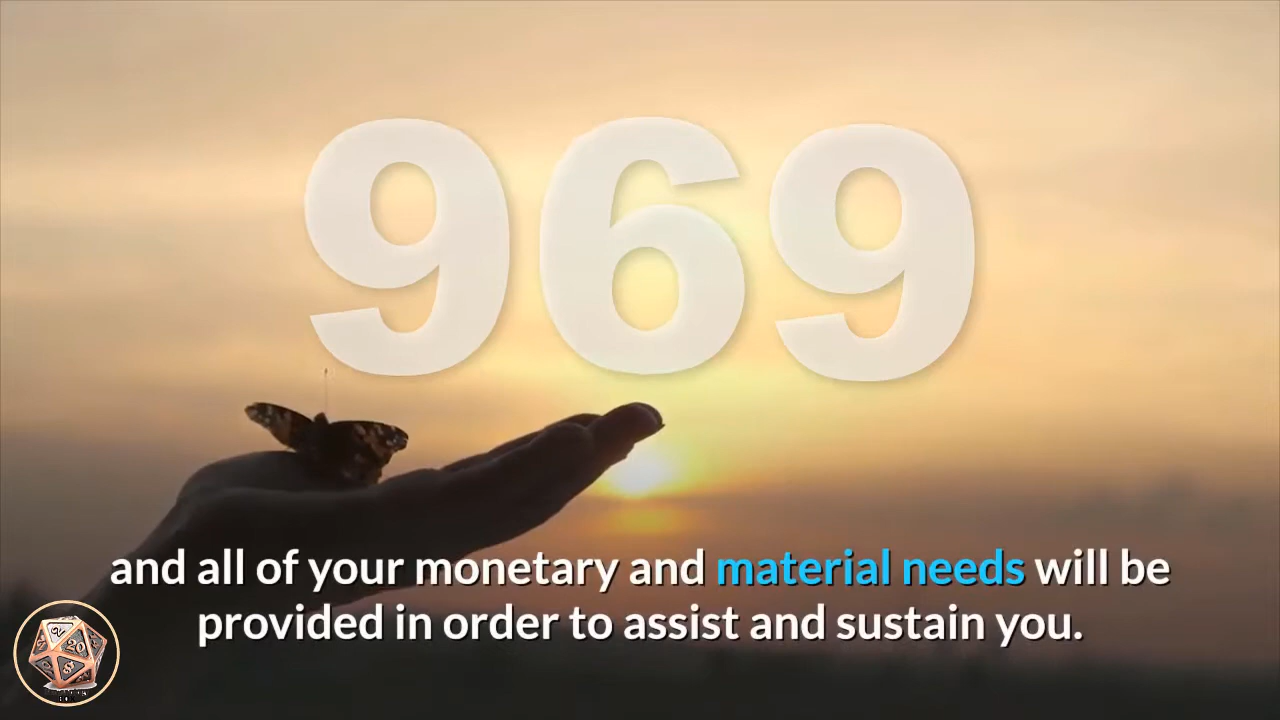 969
and all of your monetary and material needs will be
provided in order to assist and sustain you.
20